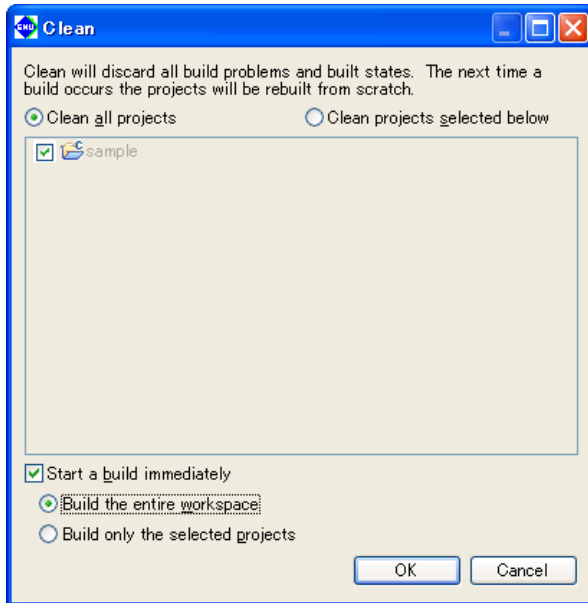 GNU Clean
Clean will discard all build problems and built states. The next time a
build occurs the projects will be rebuilt from scratch.
Clean all projects Clean projects selected below
C sample
Start a build immediately
Build the entire workspace
Build only the selected projects
OK Cancel